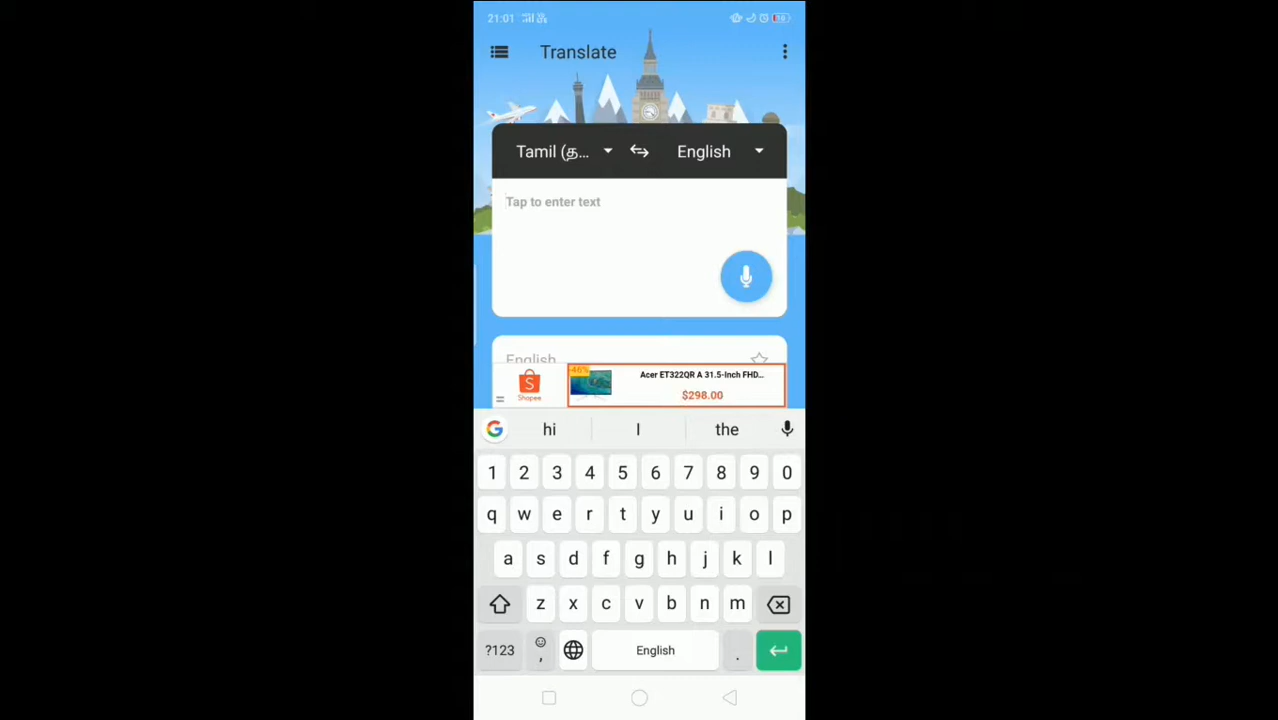 21:01
Translate
Tamil (த... English
Tap to enter text
English
-46%
Acer ET322QR A 31.5-Inch FHD...
$298.00
Shopee
hi I the
1 2 3 4 5 6 7 8 9 0
q w e r t y u i o p
a s d f g h j k l
z x c v b n m
?123 , English .